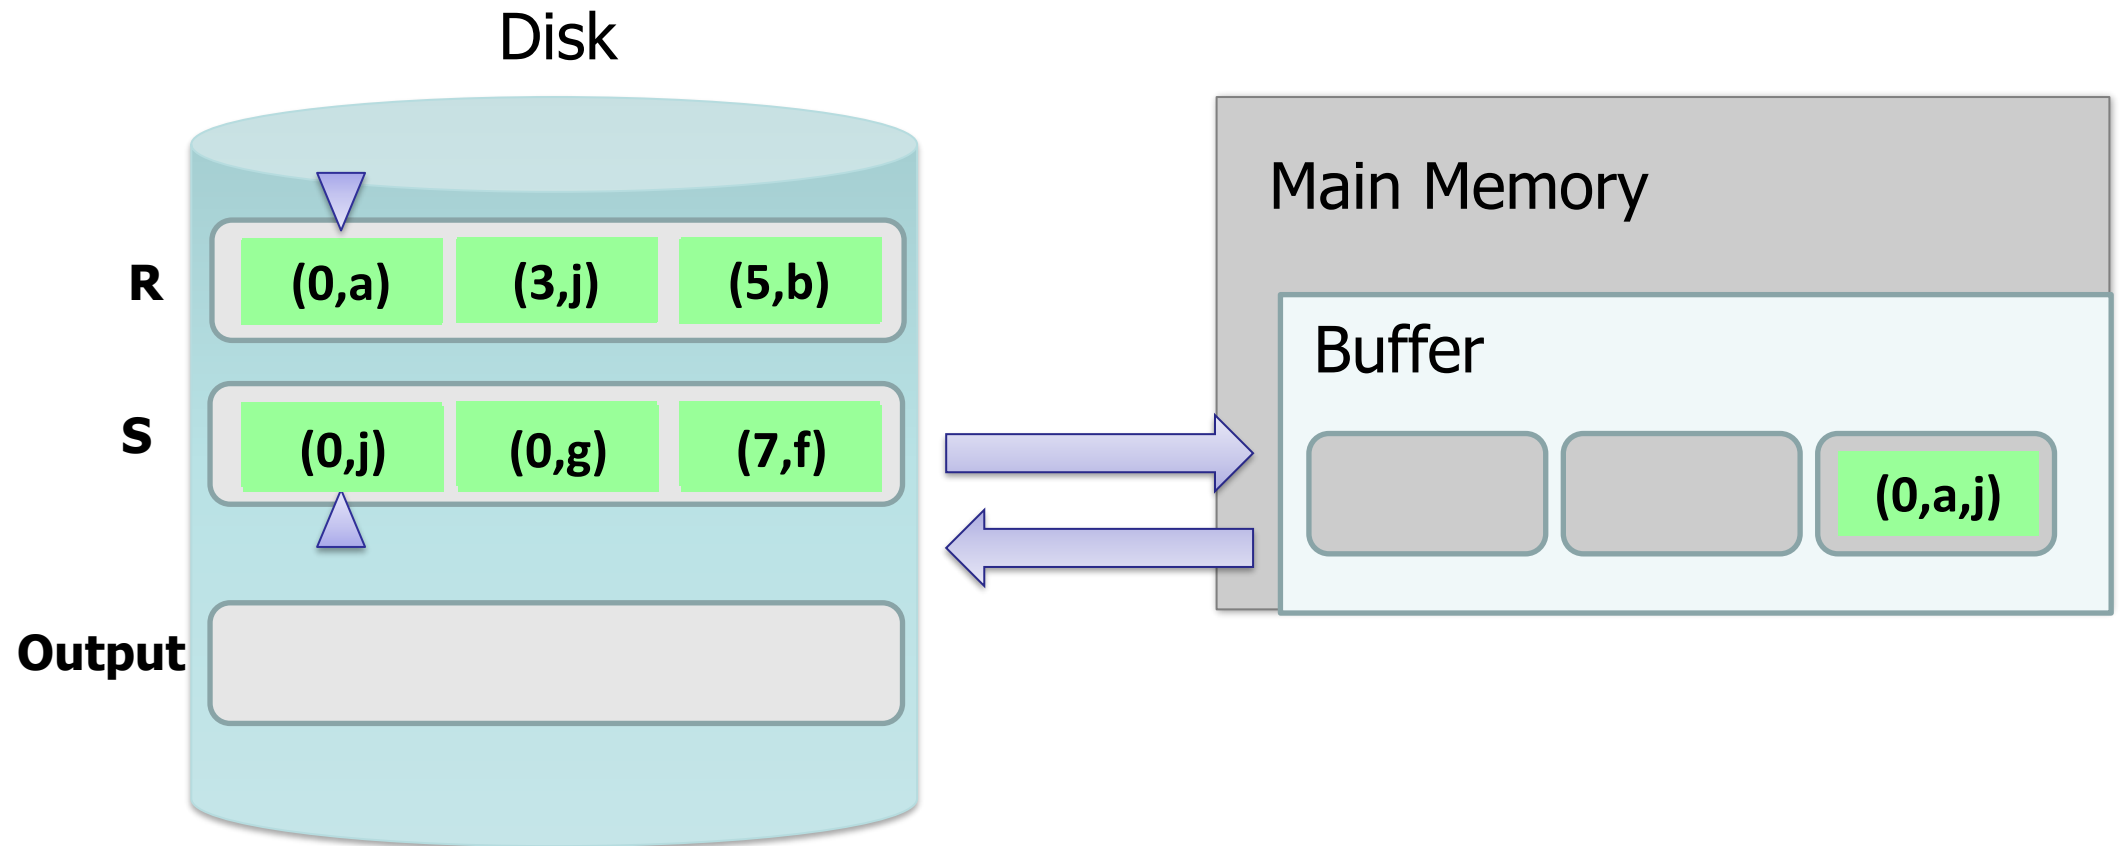 Disk
Main Memory
R (0,a) (3,j) (5,b)
Buffer
S (0,j) (0,g) (7,f)
(0,a,j)
Output